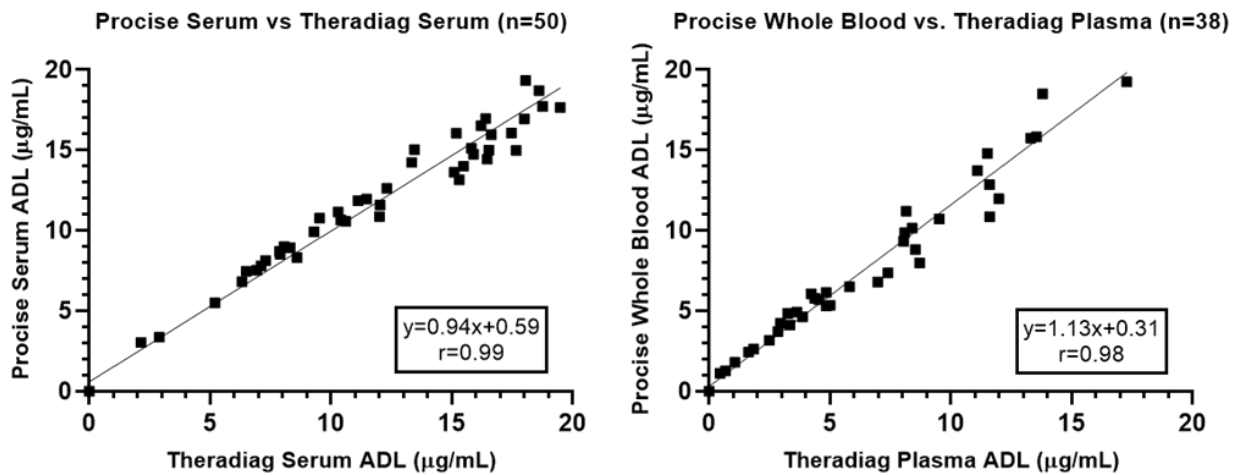 Procise Serum vs Theradiag Serum (n=50)
Procise Serum ADL (μg/mL)
20
15
10
5
0
y=0.94x+0.59
r=0.99
0 5 10 15 20
Theradiag Serum ADL (μg/mL)
Procise Whole Blood vs. Theradiag Plasma (n=38)
Procise Whole Blood ADL (μg/mL)
20
15
10
5
0
y=1.13x+0.31
r=0.98
0 5 10 15 20
Theradiag Plasma ADL (μg/mL)